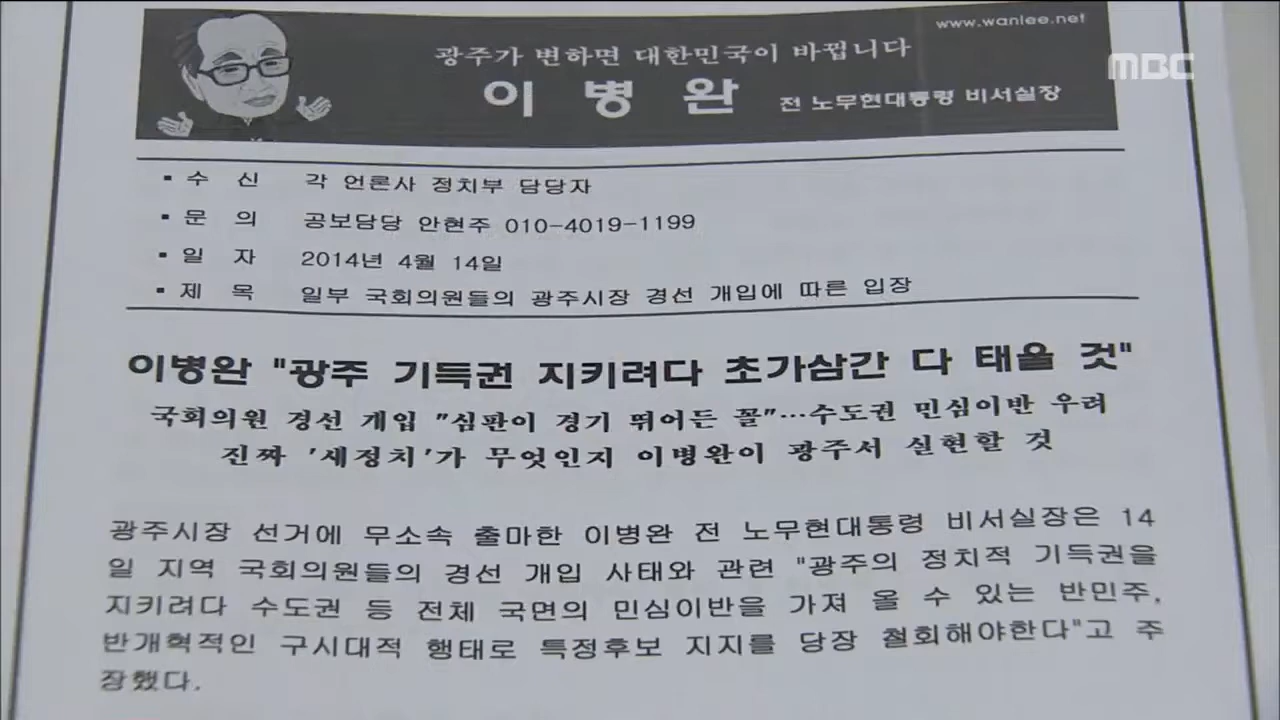 www.wanlee.net
MBC
광주가 변하면 대한민국이 바뀝니다
이 병 완 전 노무현대통령 비서실장
▪ 수 신 각 언론사 정치부 담당자
▪ 문 의 공보담당 안현주 010-4019-1199
▪ 일 자 2014년 4월 14일
▪ 제 목 일부 국회의원들의 광주시장 경선 개입에 따른 입장
이병완 "광주 기득권 지키려다 초가삼간 다 태울 것"
국회의원 경선 개입 "심판이 경기 뛰어든 꼴"…수도권 민심이반 우려
진짜 '새정치'가 무엇인지 이병완이 광주서 실현할 것
광주시장 선거에 무소속 출마한 이병완 전 노무현대통령 비서실장은 14
일 지역 국회의원들의 경선 개입 사태와 관련 "광주의 정치적 기득권을
지키려다 수도권 등 전체 국면의 민심이반을 가져 올 수 있는 반민주,
반개혁적인 구시대적 행태로 특정후보 지지를 당장 철회해야한다"고 주
장했다.